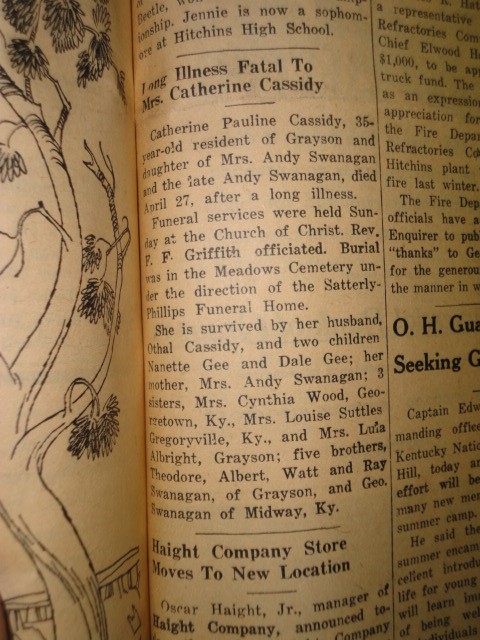 ionship. Jennie is now a sophom-
ore at Hitchins High School.
Long Illness Fatal To
Mrs. Catherine Cassidy
Catherine Pauline Cassidy, 35-
year-old resident of Grayson and
daughter of Mrs. Andy Swanagan
and the late Andy Swanagan, died
April 27, after a long illness.
Funeral services were held Sun-
day at the Church of Christ. Rev.
F. F. Griffith officiated. Burial
was in the Meadows Cemetery un-
der the direction of the Satterly-
Phillips Funeral Home.
She is survived by her husband,
Othal Cassidy, and two children
Nanette Gee and Dale Gee; her
mother, Mrs. Andy Swanagan; 3
sisters, Mrs. Cynthia Wood, Geo-
rgetown, Ky., Mrs. Louise Suttles
Gregoryville, Ky., and Mrs. Lula
Albright, Grayson; five brothers,
Theodore, Albert, Watt and Ray
Swanagan, of Grayson, and Geo.
Swanagan of Midway, Ky.
Haight Company Store
Moves To New Location
Oscar Haight, Jr., manager of
Haight Company, announced to-
Company
a representative
Refractories Com
Chief Elwood Ha
$1,000, to be ap
truck fund. The
as an expression
appreciation for
the Fire Depar
Refractories Co
Hitchins plant
fire last winter.
The Fire Dep
officials have a
Enquirer to pub
"thanks" to Ge
for the generou
the manner in w
O. H. Gua
Seeking G
Captain Edw
manding office
Kentucky Natio
Hill, today an
effort will be
many new mem
summer camp.
He said the
summer encam
cellent introdu
life for young
will learn im
of being wel